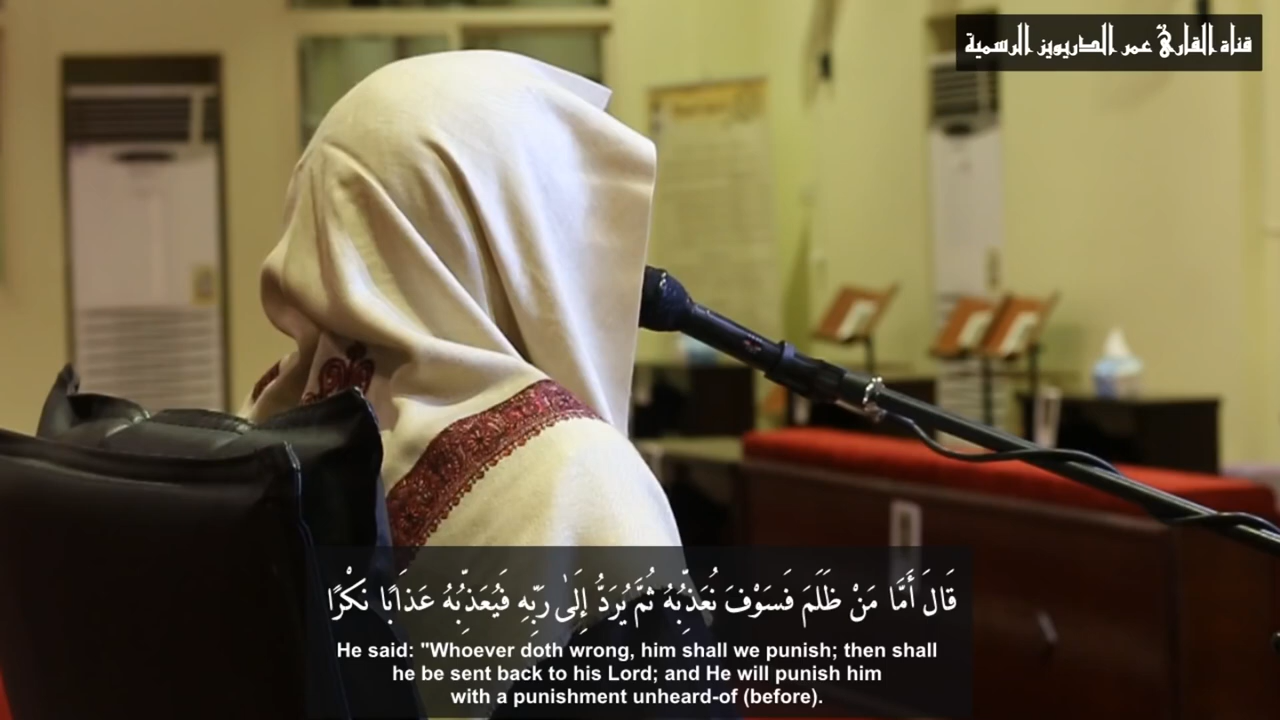 قناة القارئ عمر الدريويز الرسمية
قَالَ أَمَّا مَنْ ظَلَمَ فَسَوْفَ نُعَذِّبُهُ ثُمَّ يُرَدُّ إِلَىٰ رَبِّهِ فَيُعَذِّبُهُ عَذَابًا نُكْرًا
He said: "Whoever doth wrong, him shall we punish; then shall
he be sent back to his Lord; and He will punish him
with a punishment unheard-of (before).